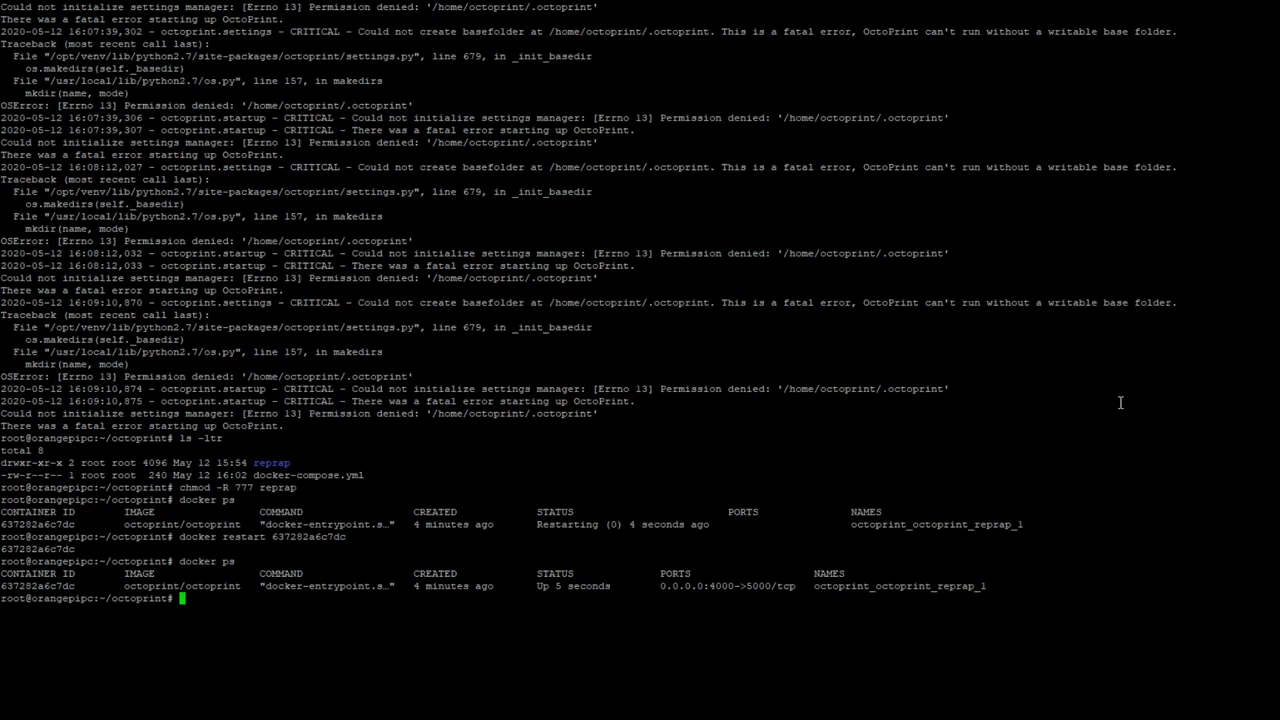 Could not initialize settings manager: [Errno 13] Permission denied: '/home/octoprint/.octoprint'
There was a fatal error starting up OctoPrint.
2020-05-12 16:07:39,302 - octoprint.settings - CRITICAL - Could not create basefolder at /home/octoprint/.octoprint. This is a fatal error, OctoPrint can't run without a writable base folder.
Traceback (most recent call last):
  File "/opt/venv/lib/python2.7/site-packages/octoprint/settings.py", line 679, in _init_basedir
    os.makedirs(self._basedir)
  File "/usr/local/lib/python2.7/os.py", line 157, in makedirs
    mkdir(name, mode)
OSError: [Errno 13] Permission denied: '/home/octoprint/.octoprint'
2020-05-12 16:07:39,306 - octoprint.startup - CRITICAL - Could not initialize settings manager: [Errno 13] Permission denied: '/home/octoprint/.octoprint'
2020-05-12 16:07:39,307 - octoprint.startup - CRITICAL - There was a fatal error starting up OctoPrint.
Could not initialize settings manager: [Errno 13] Permission denied: '/home/octoprint/.octoprint'
There was a fatal error starting up OctoPrint.
2020-05-12 16:08:12,027 - octoprint.settings - CRITICAL - Could not create basefolder at /home/octoprint/.octoprint. This is a fatal error, OctoPrint can't run without a writable base folder.
Traceback (most recent call last):
  File "/opt/venv/lib/python2.7/site-packages/octoprint/settings.py", line 679, in _init_basedir
    os.makedirs(self._basedir)
  File "/usr/local/lib/python2.7/os.py", line 157, in makedirs
    mkdir(name, mode)
OSError: [Errno 13] Permission denied: '/home/octoprint/.octoprint'
2020-05-12 16:08:12,032 - octoprint.startup - CRITICAL - Could not initialize settings manager: [Errno 13] Permission denied: '/home/octoprint/.octoprint'
2020-05-12 16:08:12,033 - octoprint.startup - CRITICAL - There was a fatal error starting up OctoPrint.
Could not initialize settings manager: [Errno 13] Permission denied: '/home/octoprint/.octoprint'
There was a fatal error starting up OctoPrint.
2020-05-12 16:09:10,870 - octoprint.settings - CRITICAL - Could not create basefolder at /home/octoprint/.octoprint. This is a fatal error, OctoPrint can't run without a writable base folder.
Traceback (most recent call last):
  File "/opt/venv/lib/python2.7/site-packages/octoprint/settings.py", line 679, in _init_basedir
    os.makedirs(self._basedir)
  File "/usr/local/lib/python2.7/os.py", line 157, in makedirs
    mkdir(name, mode)
OSError: [Errno 13] Permission denied: '/home/octoprint/.octoprint'
2020-05-12 16:09:10,874 - octoprint.startup - CRITICAL - Could not initialize settings manager: [Errno 13] Permission denied: '/home/octoprint/.octoprint'
2020-05-12 16:09:10,875 - octoprint.startup - CRITICAL - There was a fatal error starting up OctoPrint.
Could not initialize settings manager: [Errno 13] Permission denied: '/home/octoprint/.octoprint'
There was a fatal error starting up OctoPrint.
root@orangepipc:~/octoprint# ls -ltr
total 8
drwxr-xr-x 2 root root 4096 May 12 15:54 reprap
-rw-r--r-- 1 root root  240 May 12 16:02 docker-compose.yml
root@orangepipc:~/octoprint# chmod -R 777 reprap
root@orangepipc:~/octoprint# docker ps
CONTAINER ID        IMAGE               COMMAND                  CREATED             STATUS                         PORTS               NAMES
637282a6c7dc        octoprint/octoprint   "docker-entrypoint.s…"   4 minutes ago       Restarting (0) 4 seconds ago                       octoprint_octoprint_reprap_1
root@orangepipc:~/octoprint# docker restart 637282a6c7dc
637282a6c7dc
root@orangepipc:~/octoprint# docker ps
CONTAINER ID        IMAGE               COMMAND                  CREATED             STATUS              PORTS                    NAMES
637282a6c7dc        octoprint/octoprint   "docker-entrypoint.s…"   4 minutes ago       Up 5 seconds        0.0.0.0:4000->5000/tcp   octoprint_octoprint_reprap_1
root@orangepipc:~/octoprint#